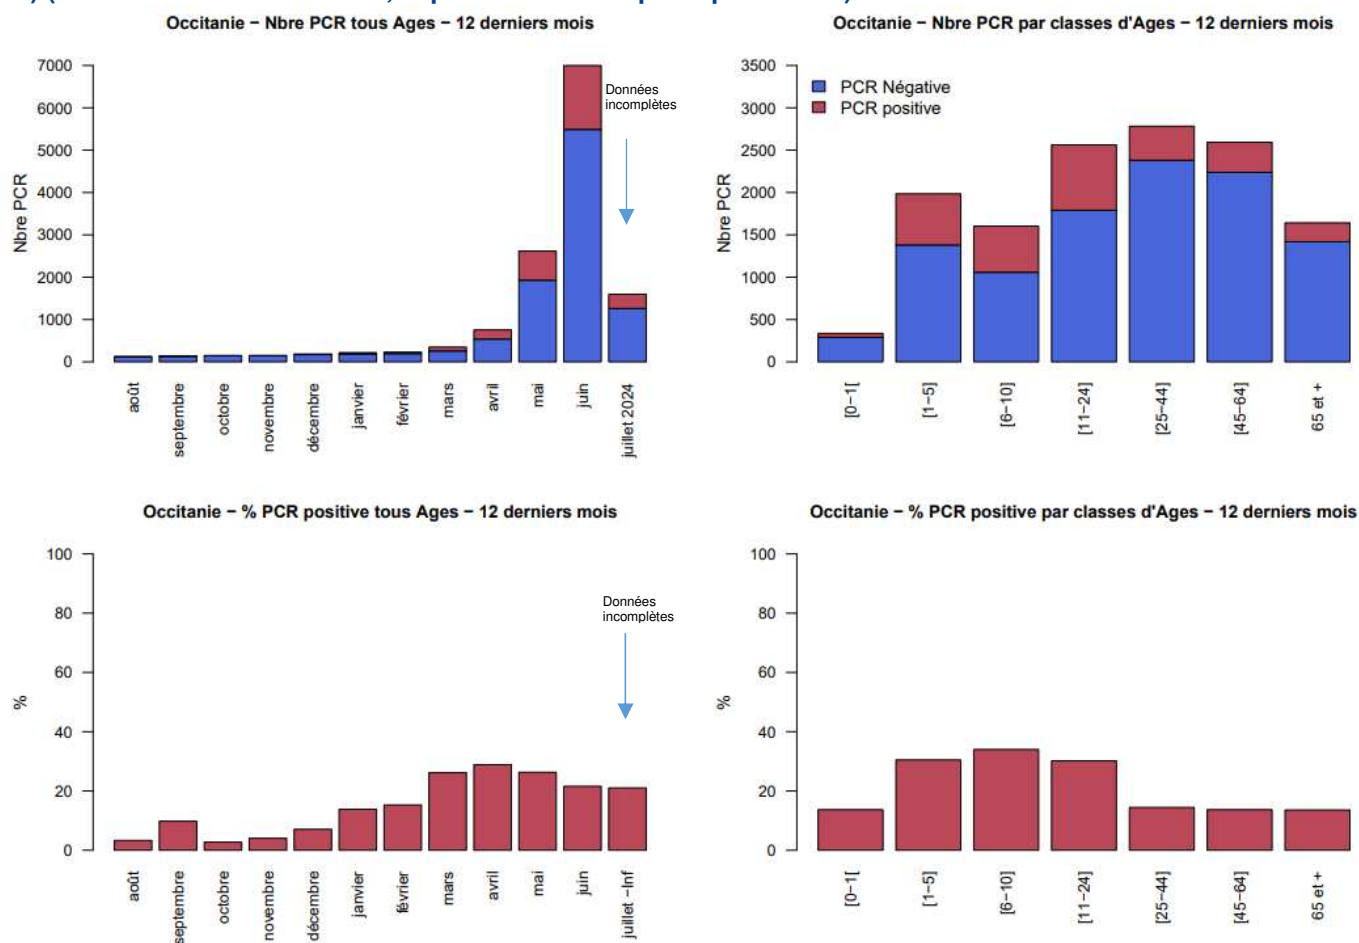 Occitanie − Nbre PCR tous Ages − 12 derniers mois
Nbre PCR
7000
6000
5000
4000
3000
2000
1000
0
Données
incomplètes
août
septembre
octobre
novembre
décembre
janvier
février
mars
avril
mai
juin
juillet 2024
Occitanie − Nbre PCR par classes d'Ages − 12 derniers mois
Nbre PCR
3500
3000
2500
2000
1500
1000
500
0
PCR Négative
PCR positive
[0−1[
[1−5]
[6−10]
[11−24]
[25−44]
[45−64]
65 et +
Occitanie − % PCR positive tous Ages − 12 derniers mois
%
100
80
60
40
20
0
Données
incomplètes
août
septembre
octobre
novembre
décembre
janvier
février
mars
avril
mai
juin
juillet −Inf
Occitanie − % PCR positive par classes d'Ages − 12 derniers mois
%
100
80
60
40
20
0
[0−1[
[1−5]
[6−10]
[11−24]
[25−44]
[45−64]
65 et +